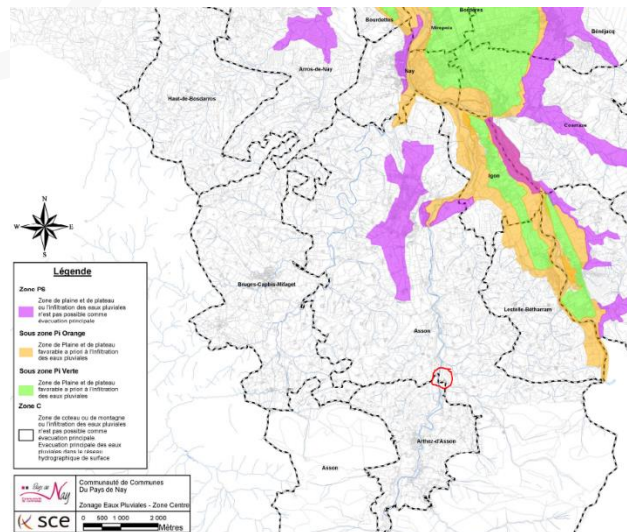 Bordères
Bourdettes
Mirepeix
Bénéjacq
Arros-de-Nay
Nay
Haut-de-Bosdarros
Coarraze
Igon
N
W E
S
Légende
Zone PS
Zone de plaine et de plateau
où l'infiltration des eaux pluviales
n'est pas possible comme
évacuation principale
Sous zone Pi Orange
Zone de Plaine et de plateau
favorable a priori à l'infiltration
des eaux pluviales
Sous zone Pi Verte
Zone de Plaine et de plateau
favorable a priori à l'infiltration
des eaux pluviales
Zone C
Zone de coteau ou de montagne
où l'infiltration des eaux pluviales
n'est pas possible comme
évacuation principale.
Evacuation principale des eaux
pluviales dans le réseau
hydrographique de surface
Bruges-Capbis-Mifaget
Lestelle-Bétharram
Asson
Arthez-d'Asson
Asson
Pays de Nay
Communauté de Communes
Du Pays de Nay
Zonage Eaux Pluviales - Zone Centre
sce
0 500 1 000 2 000
Mètres